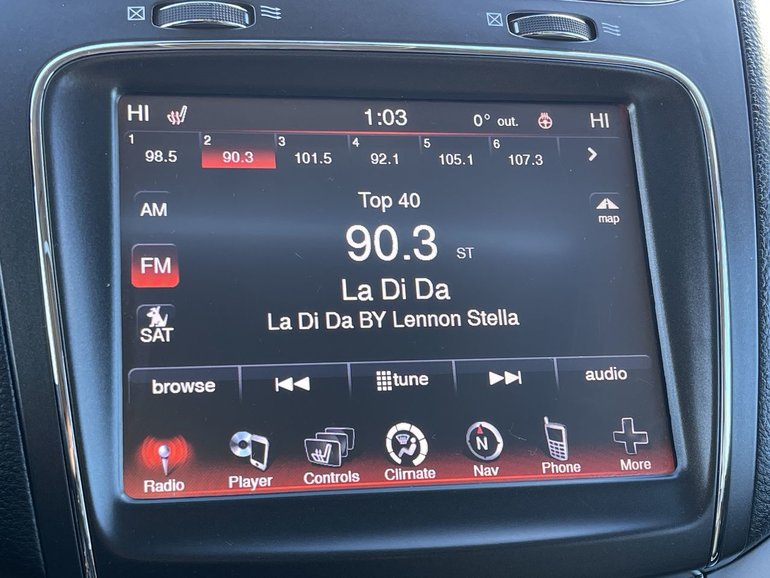 HI 1:03 0° out. HI
1 98.5 2 90.3 3 101.5 4 92.1 5 105.1 6 107.3
AM
Top 40
map
90.3 ST
FM
La Di Da
La Di Da BY Lennon Stella
SAT
browse tune audio
N
Radio Player Controls Climate Nav Phone More